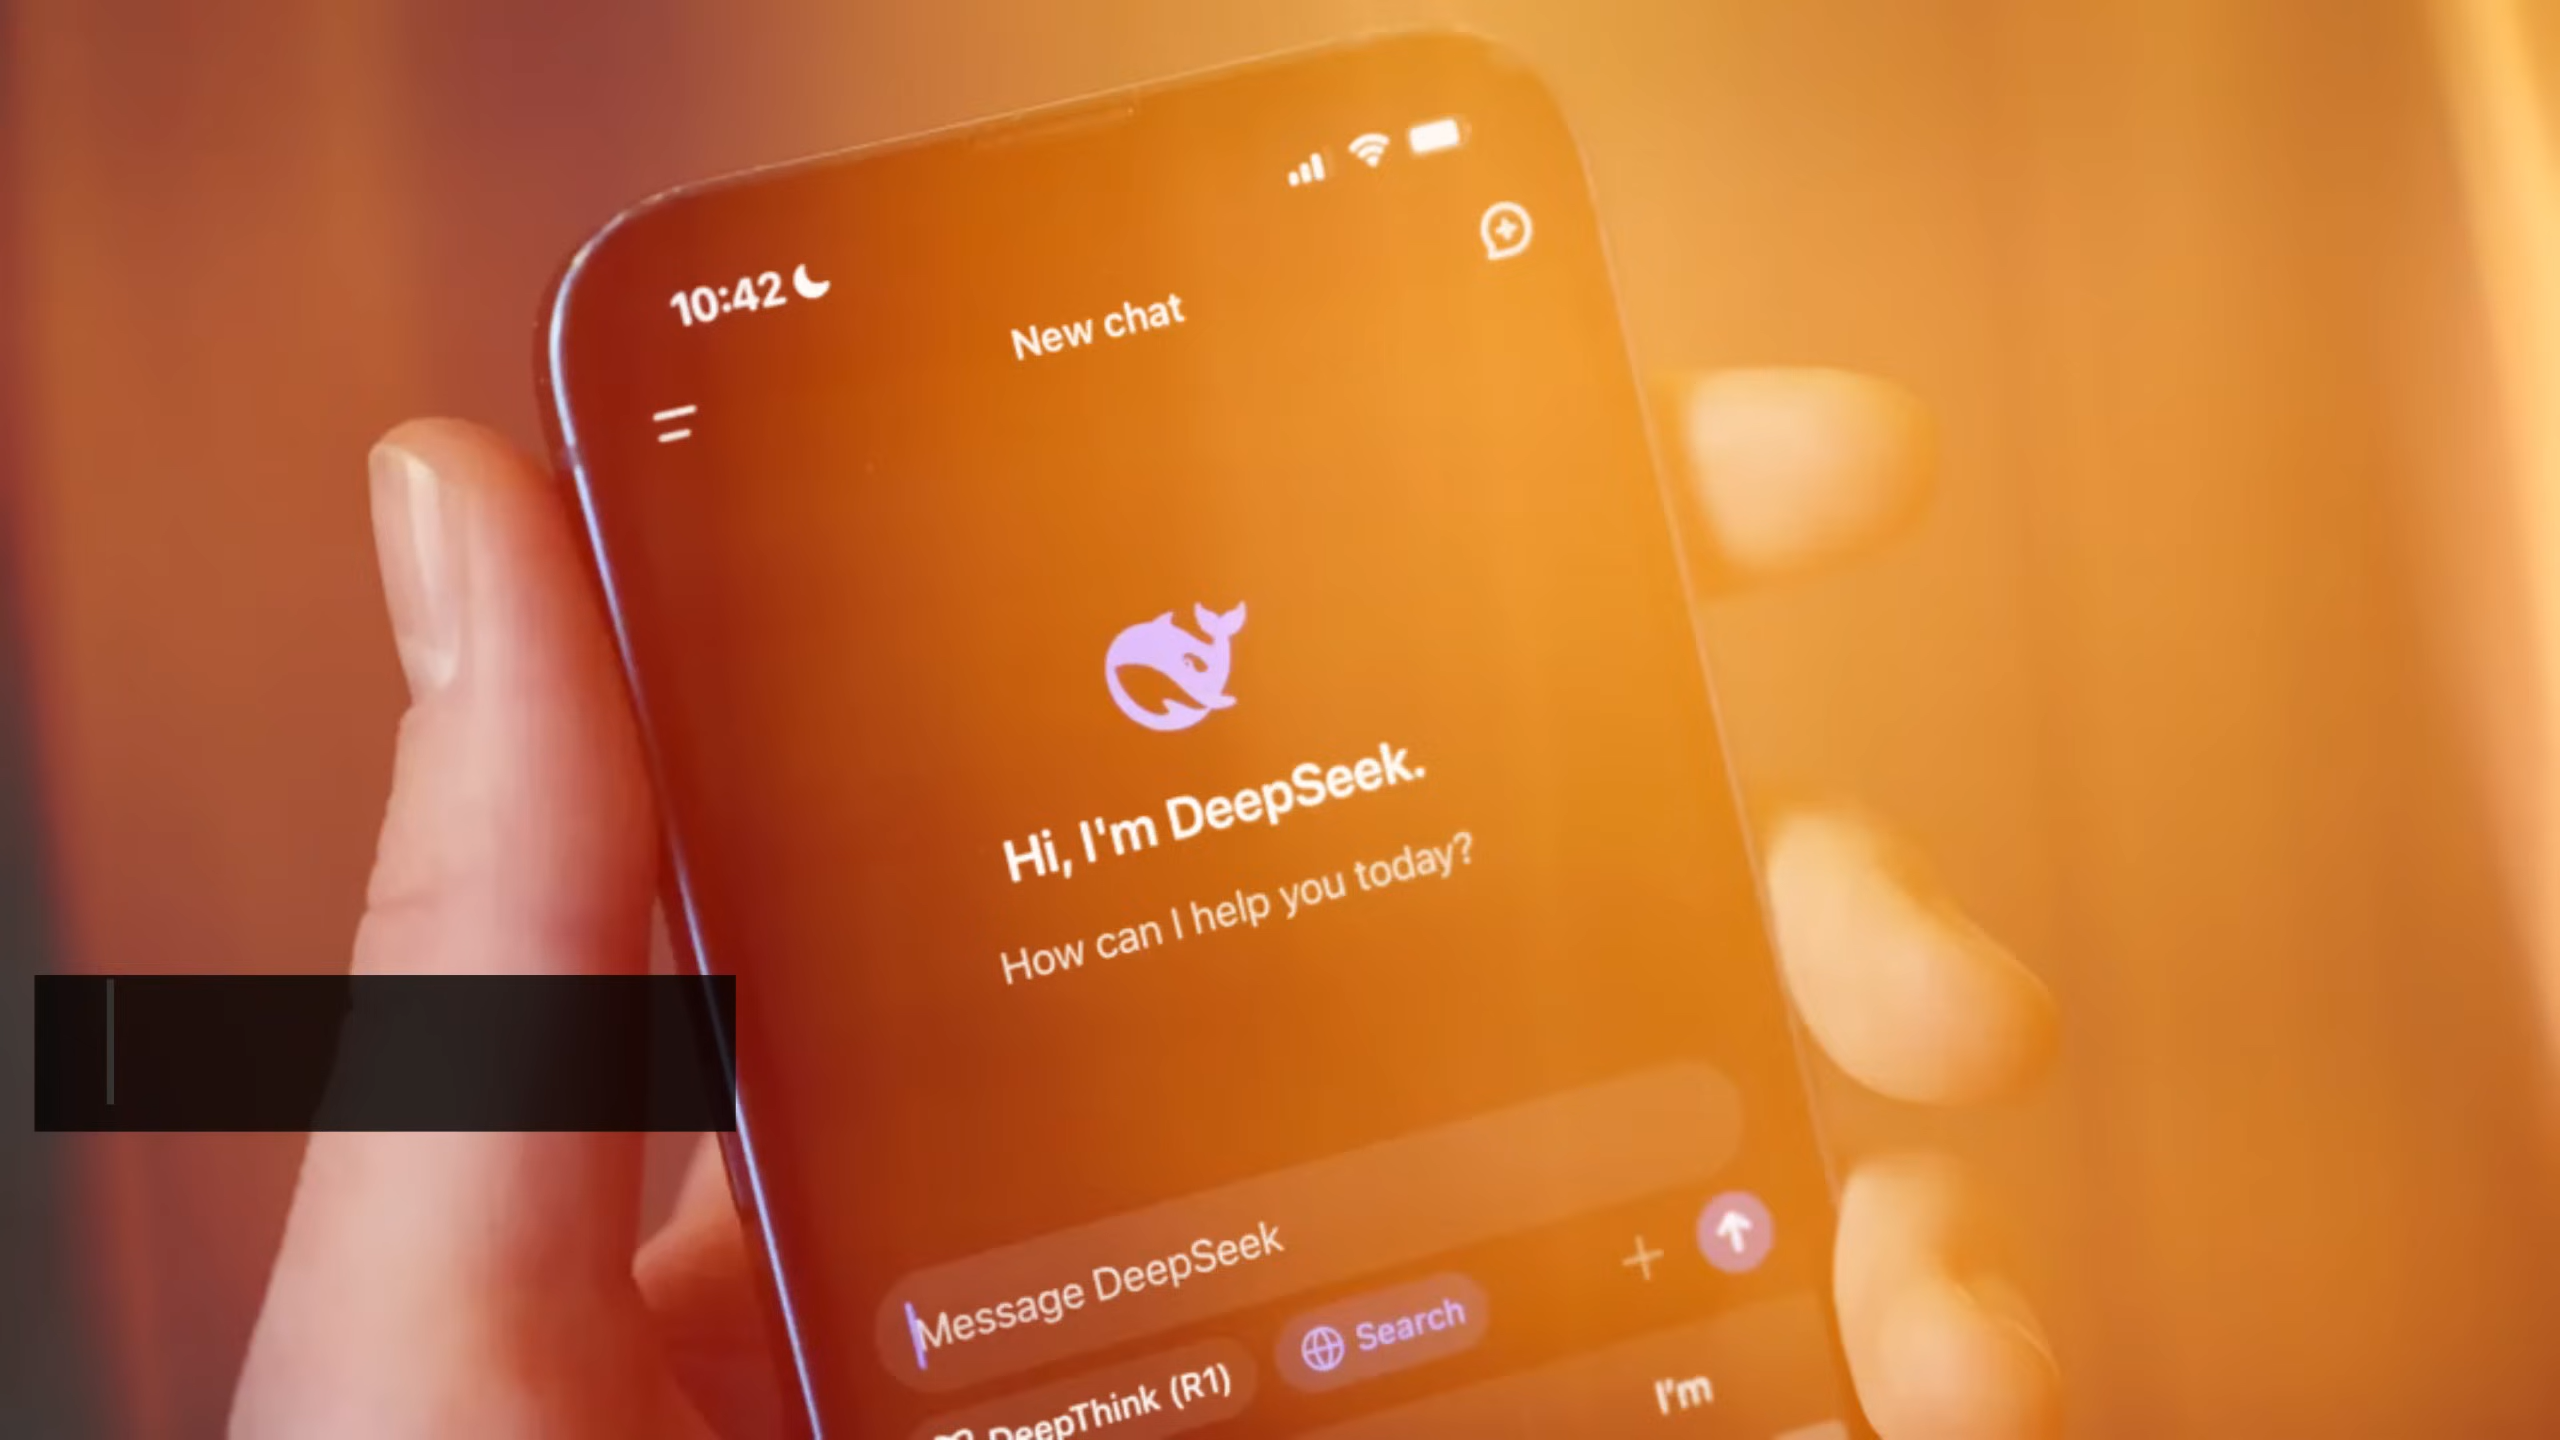 10:42
New chat
Hi, I'm DeepSeek.
How can I help you today?
Message DeepSeek
DeepThink (R1)
Search
I'm